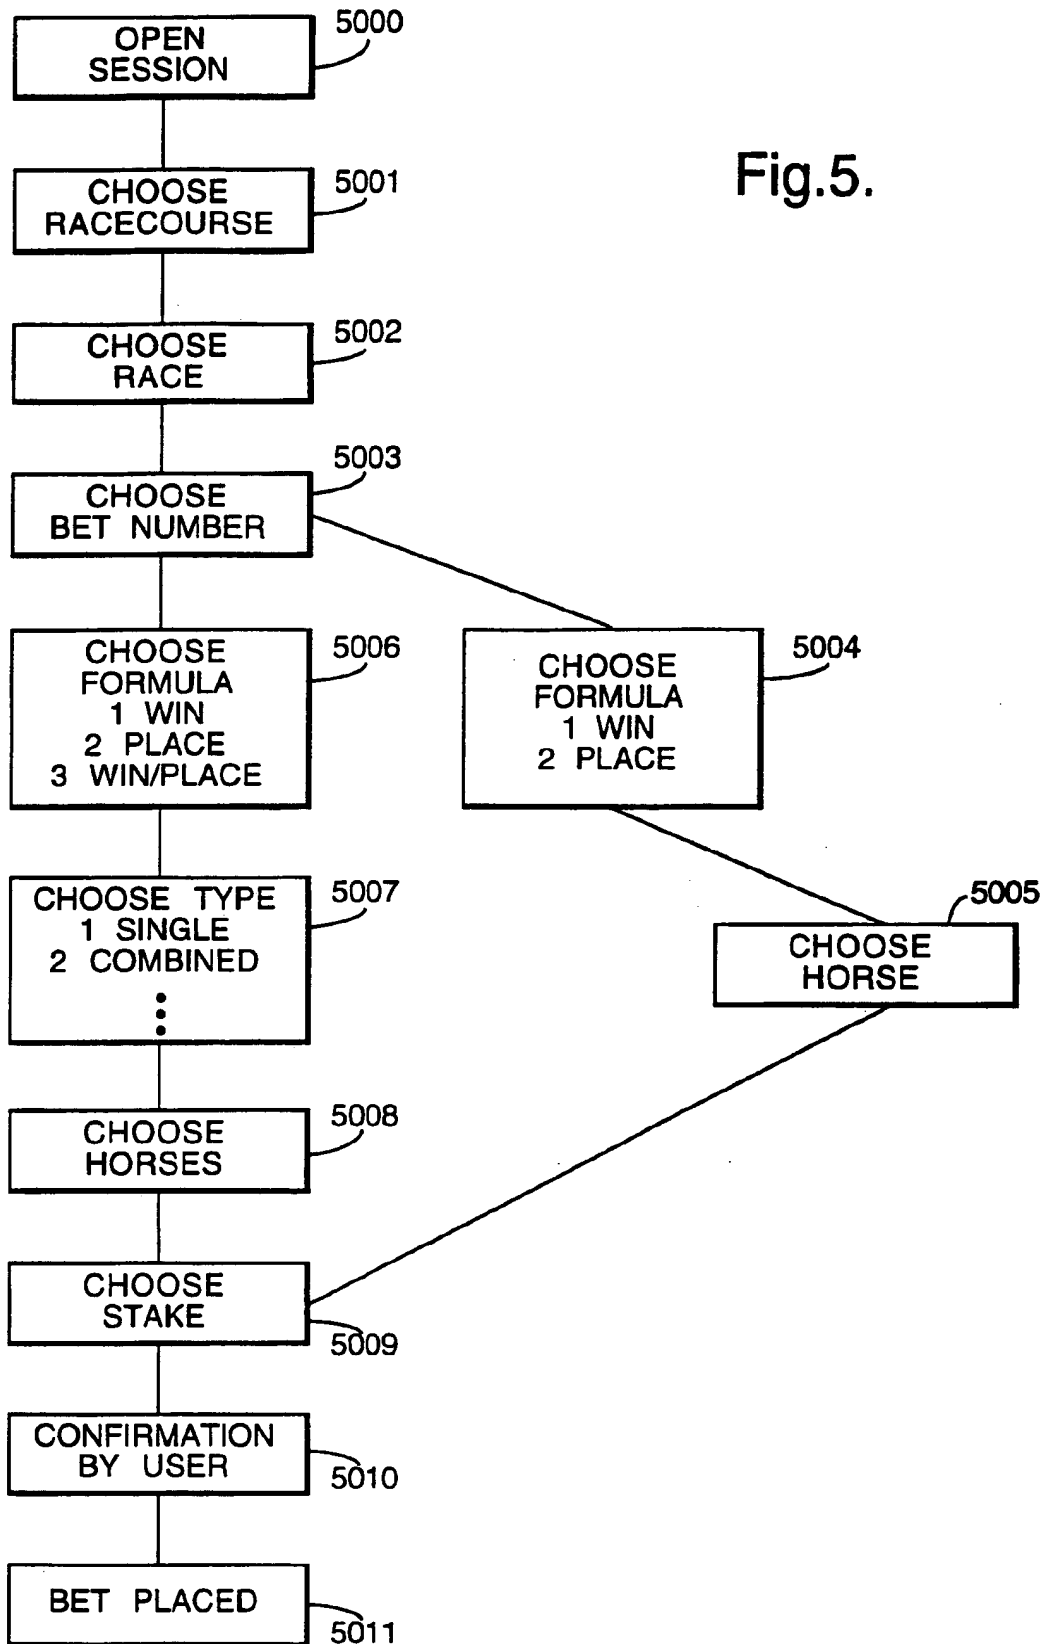 OPEN
SESSION
5000
Fig.5.
CHOOSE
RACECOURSE
5001
CHOOSE
RACE
5002
CHOOSE
BET NUMBER
5003
CHOOSE
FORMULA
1 WIN
2 PLACE
3 WIN/PLACE
5006
CHOOSE
FORMULA
1 WIN
2 PLACE
5004
CHOOSE TYPE
1 SINGLE
2 COMBINED
5007
CHOOSE
HORSE
5005
CHOOSE
HORSES
5008
CHOOSE
STAKE
5009
CONFIRMATION
BY USER
5010
BET PLACED
5011